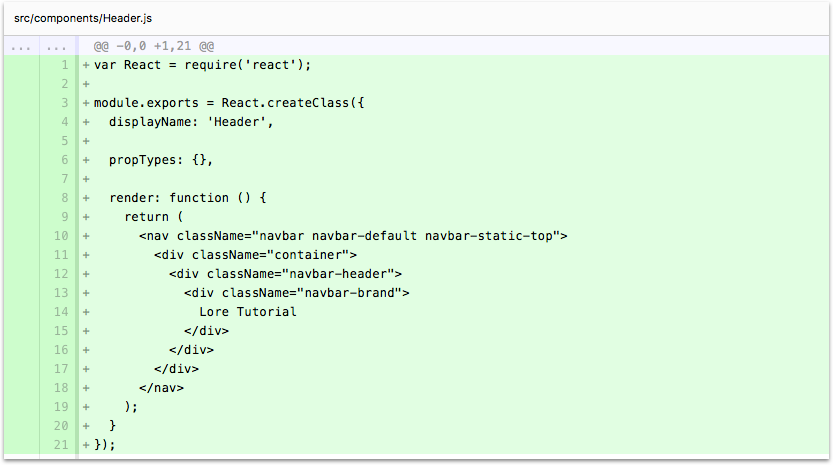 src/components/Header.js
... ... @@ -0,0 +1,21 @@
1 +var React = require('react');
2 +
3 +module.exports = React.createClass({
4 +  displayName: 'Header',
5 +
6 +  propTypes: {},
7 +
8 +  render: function () {
9 +    return (
10 +      <nav className="navbar navbar-default navbar-static-top">
11 +        <div className="container">
12 +          <div className="navbar-header">
13 +            <div className="navbar-brand">
14 +              Lore Tutorial
15 +            </div>
16 +          </div>
17 +        </div>
18 +      </nav>
19 +    );
20 +  }
21 +});